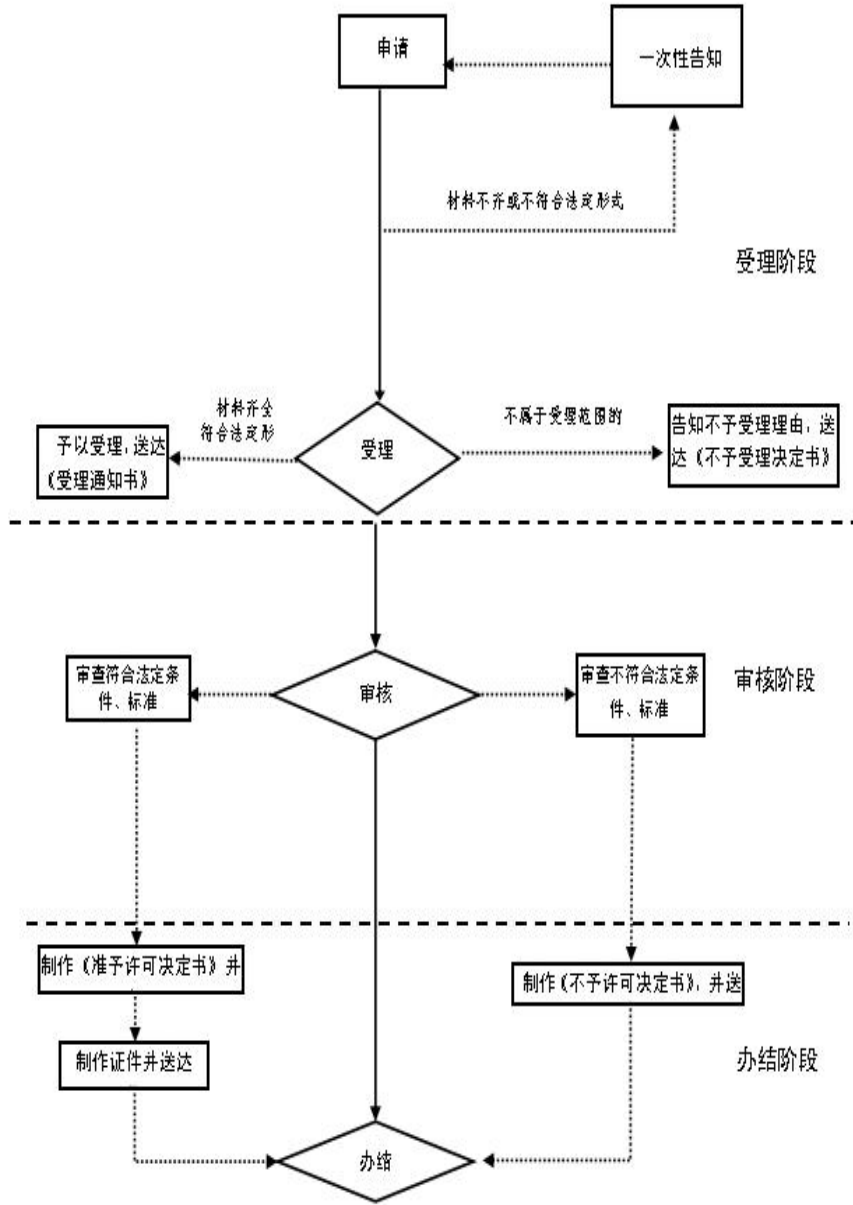 申请
一次性告知
材料不齐或不符合法定形式
受理阶段
材料齐全
符合法定形
不属于受理范围的
受理
予以受理，送达
《受理通知书》
告知不予受理理由，送
达《不予受理决定书》
审查符合法定条
件、标准
审核
审查不符合法定条
件、标准
审核阶段
制作《准予许可决定书》并
制作《不予许可决定书》，并送
制作证件并送达
办结阶段
办结